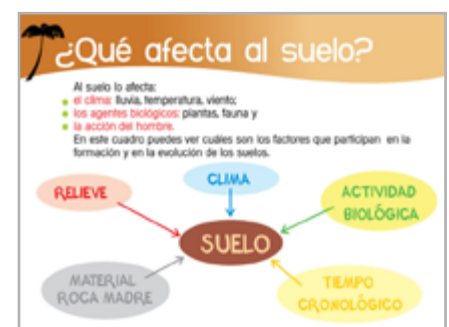 ¿Qué afecta al suelo?
Al suelo lo afecta:
el clima: lluvia, temperatura, viento;
los agentes biológicos: plantas, fauna y
la acción del hombre.
En este cuadro puedes ver cuáles son los factores que participan en la
formación y en la evolución de los suelos.
RELIEVE
CLIMA
ACTIVIDAD
BIOLÓGICA
SUELO
MATERIAL
ROCA MADRE
TIEMPO
CRONOLÓGICO